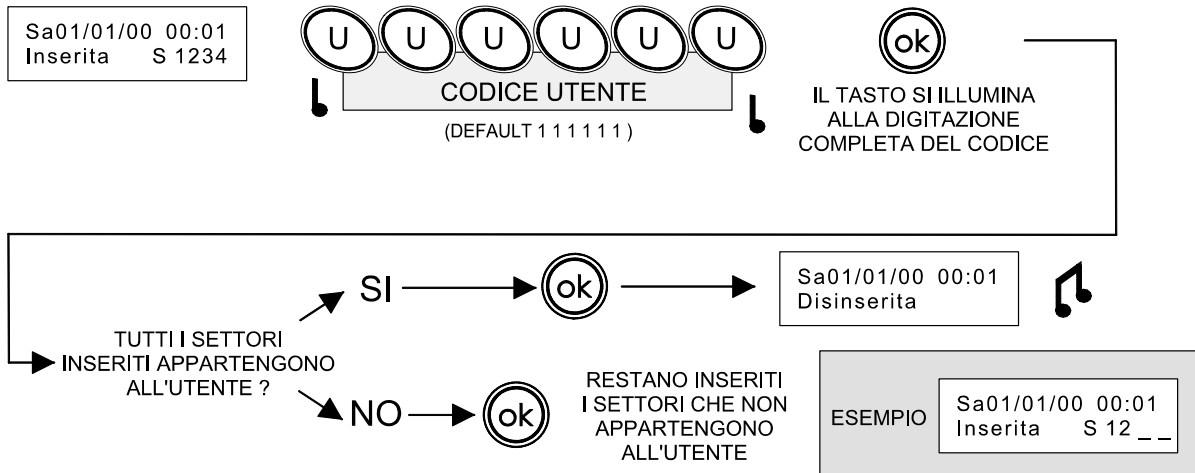 Sa01/01/00 00:01
Inserita S 1234
U U U U U U
CODICE UTENTE
(DEFAULT 1 1 1 1 1 1 )
ok
IL TASTO SI ILLUMINA
ALLA DIGITAZIONE
COMPLETA DEL CODICE
TUTTI I SETTORI
INSERITI APPARTENGONO
ALL'UTENTE ?
SI
ok
Sa01/01/00 00:01
Disinserita
NO
ok
RESTANO INSERITI
I SETTORI CHE NON
APPARTENGONO
ALL'UTENTE
ESEMPIO
Sa01/01/00 00:01
Inserita S 12 _ _